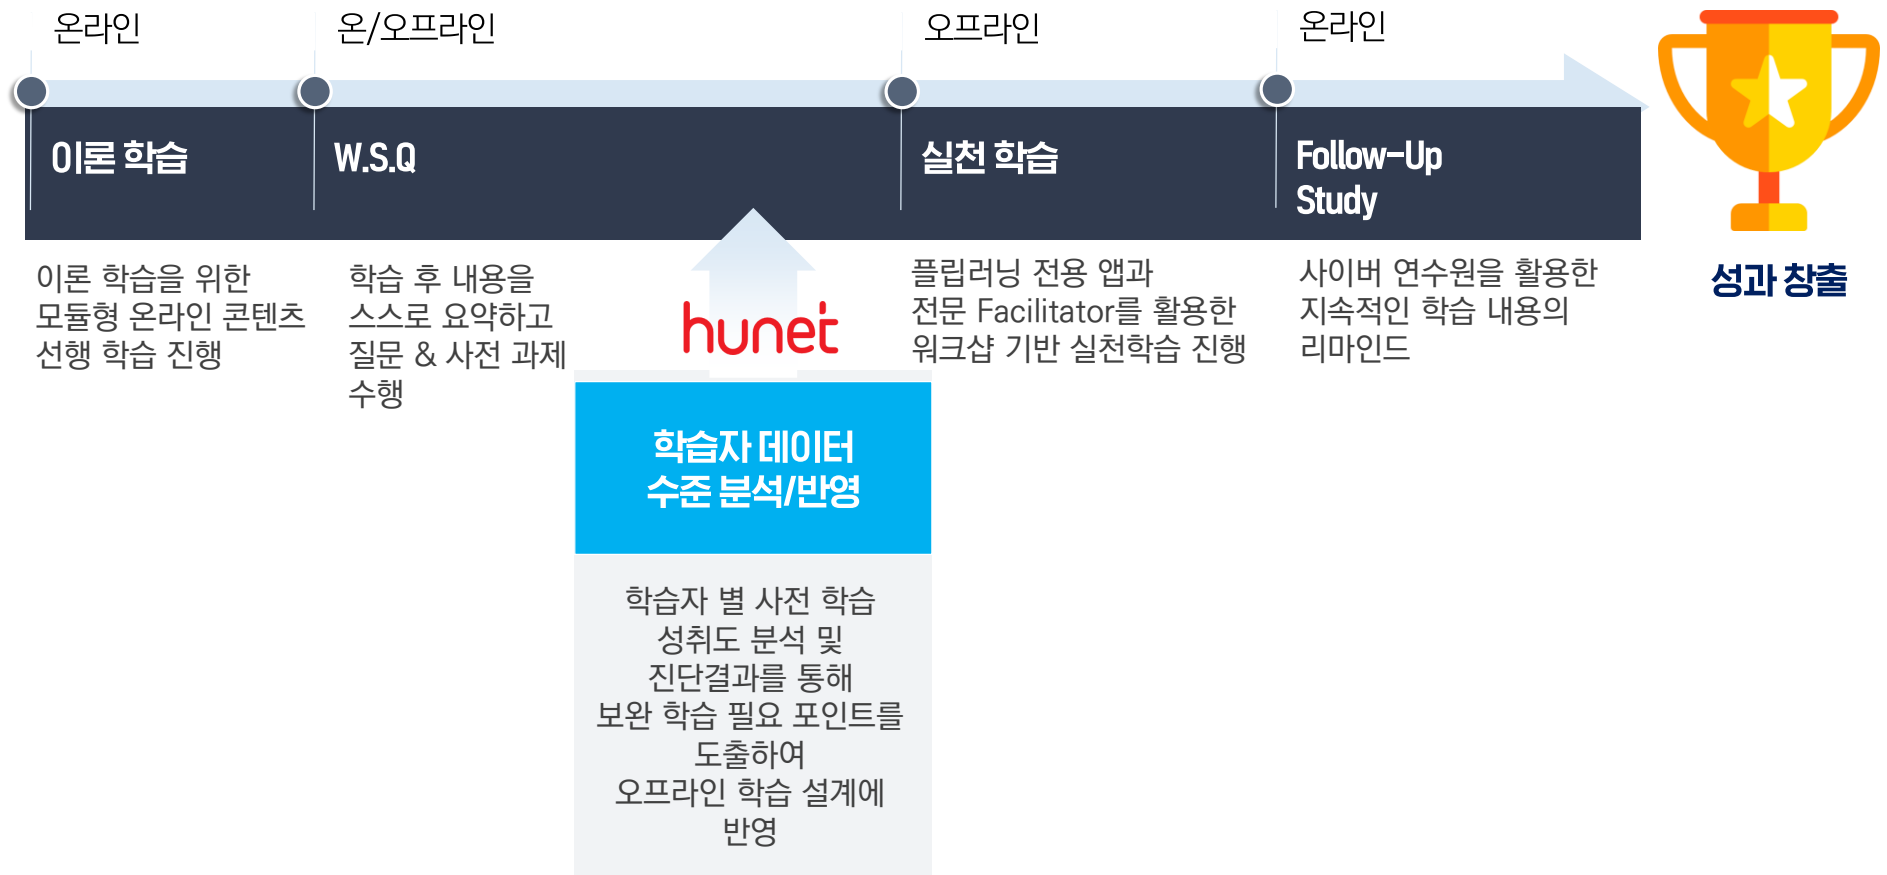 온라인
온/오프라인
오프라인
온라인
이론 학습
W.S.Q
실천 학습
Follow-Up
Study
이론 학습을 위한
모듈형 온라인 콘텐츠
선행 학습 진행
학습 후 내용을
스스로 요약하고
질문 & 사전 과제
수행
hunet
플립러닝 전용 앱과
전문 Facilitator를 활용한
워크샵 기반 실천학습 진행
사이버 연수원을 활용한
지속적인 학습 내용의
리마인드
성과 창출
학습자 데이터
수준 분석/반영
학습자 별 사전 학습
성취도 분석 및
진단결과를 통해
보완 학습 필요 포인트를
도출하여
오프라인 학습 설계에
반영